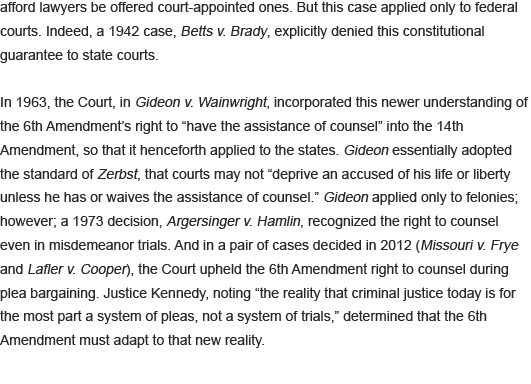 afford lawyers be offered court-appointed ones. But this case applied only to federal
courts. Indeed, a 1942 case, Betts v. Brady, explicitly denied this constitutional
guarantee to state courts.
In 1963, the Court, in Gideon v. Wainwright, incorporated this newer understanding of
the 6th Amendment’s right to “have the assistance of counsel” into the 14th
Amendment, so that it henceforth applied to the states. Gideon essentially adopted
the standard of Zerbst, that courts may not “deprive an accused of his life or liberty
unless he has or waives the assistance of counsel.” Gideon applied only to felonies;
however; a 1973 decision, Argersinger v. Hamlin, recognized the right to counsel
even in misdemeanor trials. And in a pair of cases decided in 2012 (Missouri v. Frye
and Lafler v. Cooper), the Court upheld the 6th Amendment right to counsel during
plea bargaining. Justice Kennedy, noting “the reality that criminal justice today is for
the most part a system of pleas, not a system of trials,” determined that the 6th
Amendment must adapt to that new reality.